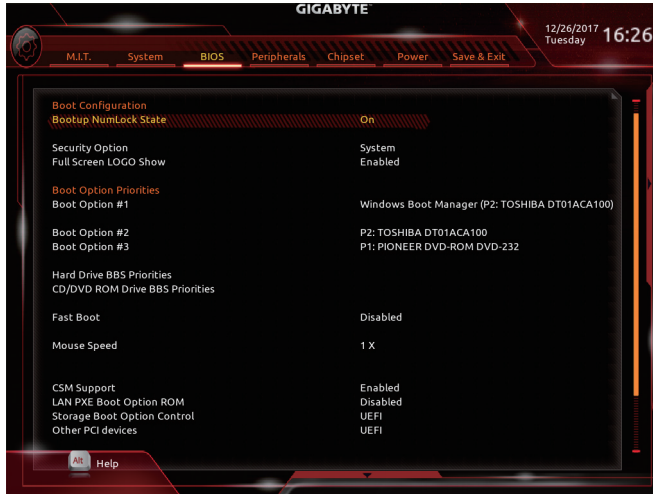 GIGABYTE
12/26/2017 Tuesday 16:26
M.I.T. System BIOS Peripherals Chipset Power Save & Exit
Boot Configuration
Bootup NumLock State On
Security Option System
Full Screen LOGO Show Enabled
Boot Option Priorities
Boot Option #1 Windows Boot Manager (P2: TOSHIBA DT01ACA100)
Boot Option #2 P2: TOSHIBA DT01ACA100
Boot Option #3 P1: PIONEER DVD-ROM DVD-232
Hard Drive BBS Priorities
CD/DVD ROM Drive BBS Priorities
Fast Boot Disabled
Mouse Speed 1 X
CSM Support Enabled
LAN PXE Boot Option ROM Disabled
Storage Boot Option Control UEFI
Other PCI devices UEFI
Alt Help